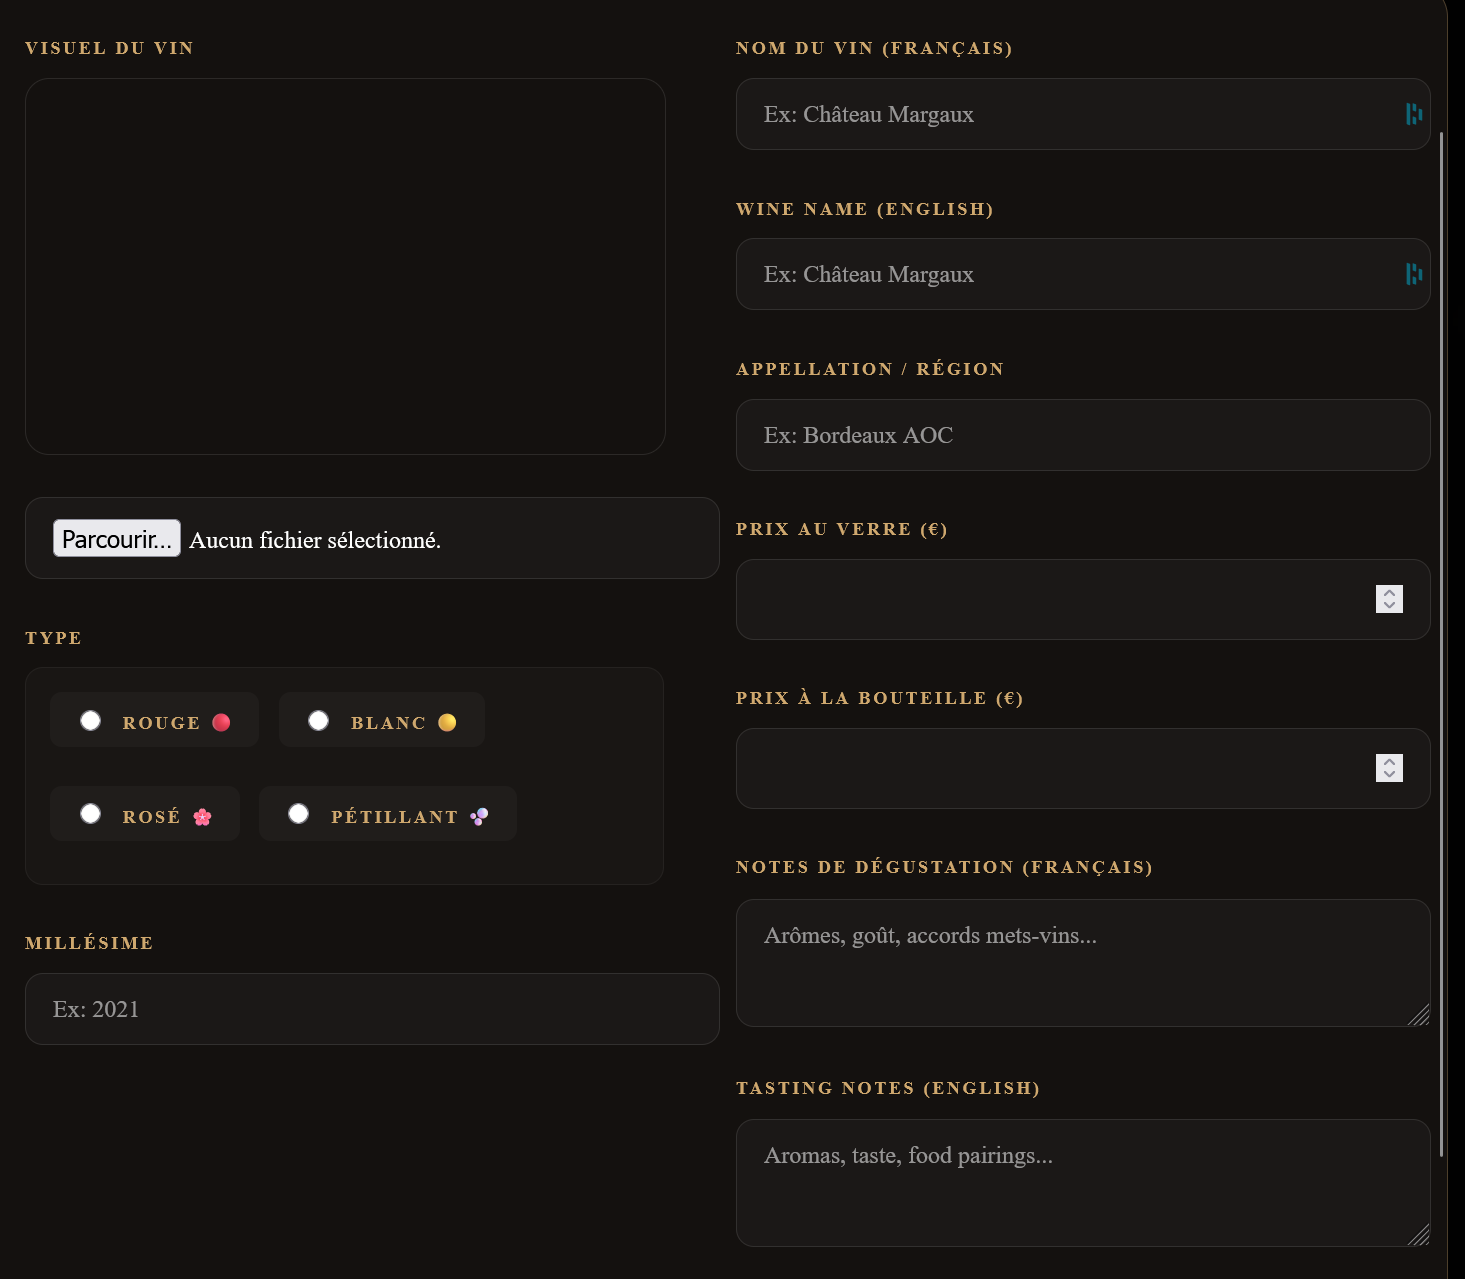 VISUEL DU VIN
Parcourir... Aucun fichier sélectionné.
TYPE
ROUGE
BLANC
ROSÉ
PÉTILLANT
MILLÉSIME
Ex: 2021
NOM DU VIN (FRANÇAIS)
Ex: Château Margaux
WINE NAME (ENGLISH)
Ex: Château Margaux
APPELLATION / RÉGION
Ex: Bordeaux AOC
PRIX AU VERRE (€)
PRIX À LA BOUTEILLE (€)
NOTES DE DÉGUSTATION (FRANÇAIS)
Arômes, goût, accords mets-vins...
TASTING NOTES (ENGLISH)
Aromas, taste, food pairings...